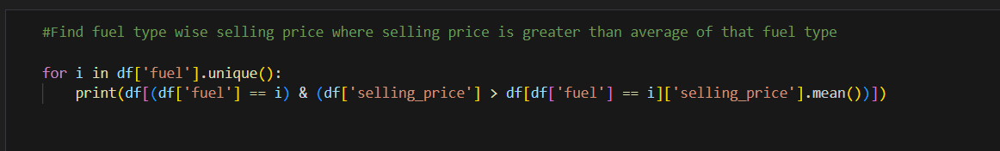 #Find fuel type wise selling price where selling price is greater than average of that fuel type
for i in df['fuel'].unique():
    print(df[(df['fuel'] == i) & (df['selling_price'] > df[df['fuel'] == i]['selling_price'].mean())])